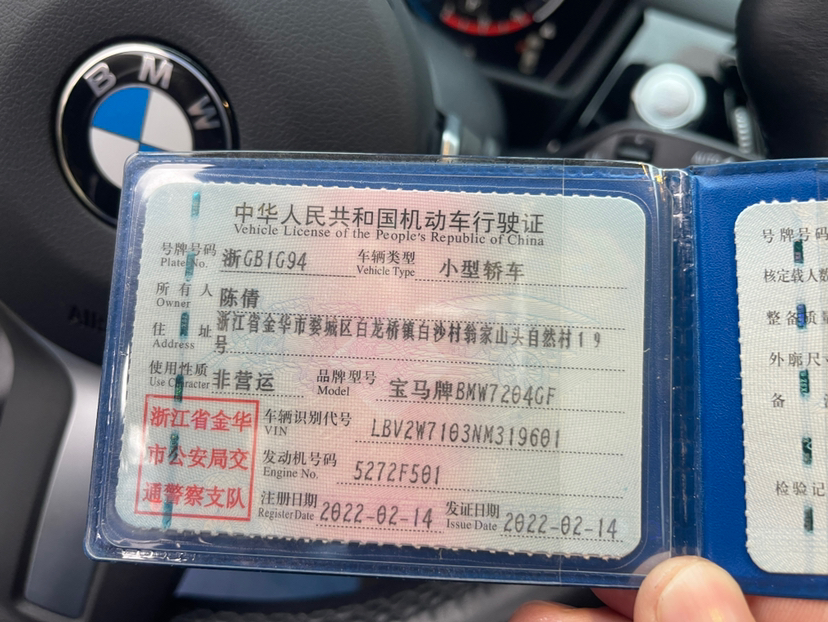 BMW
中华人民共和国机动车行驶证
Vehicle License of the People's Republic of China
号牌号码 浙GB1G94 车辆类型 小型轿车
Plate No. Vehicle Type
所有人 陈倩
Owner
住址 浙江省金华市婺城区白龙桥镇白沙村翁家山头自然村19
Address 号
使用性质 非营运 品牌型号 宝马牌BMW7204GF
Use Character Model
浙江省金华
市公安局交
通警察支队
车辆识别代号 LBV2W7103NM319601
VIN
发动机号码 5272F501
Engine No.
注册日期 2022-02-14 发证日期 2022-02-14
Register Date Issue Date
号牌号码
核定载人数
整备质量
外廓尺寸
备
检验记